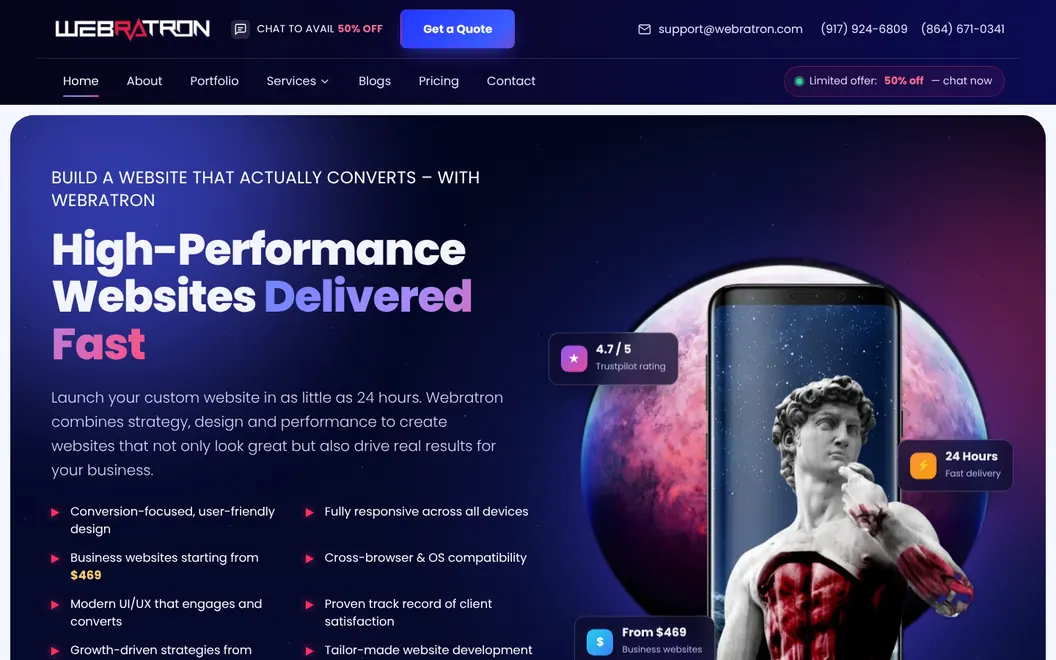 WEBRATRON
CHAT TO AVAIL 50% OFF
Get a Quote
support@webratron.com
(917) 924-6809
(864) 671-0341
Home
About
Portfolio
Services
Blogs
Pricing
Contact
Limited offer: 50% off — chat now
BUILD A WEBSITE THAT ACTUALLY CONVERTS – WITH
WEBRATRON
High-Performance
Websites Delivered
Fast
Launch your custom website in as little as 24 hours. Webratron
combines strategy, design and performance to create
websites that not only look great but also drive real results for
your business.
Conversion-focused, user-friendly
design
Fully responsive across all devices
Business websites starting from
$469
Cross-browser & OS compatibility
Modern UI/UX that engages and
converts
Proven track record of client
satisfaction
Growth-driven strategies from
Tailor-made website development
4.7 / 5
Trustpilot rating
24 Hours
Fast delivery
$
From $469
Business websites